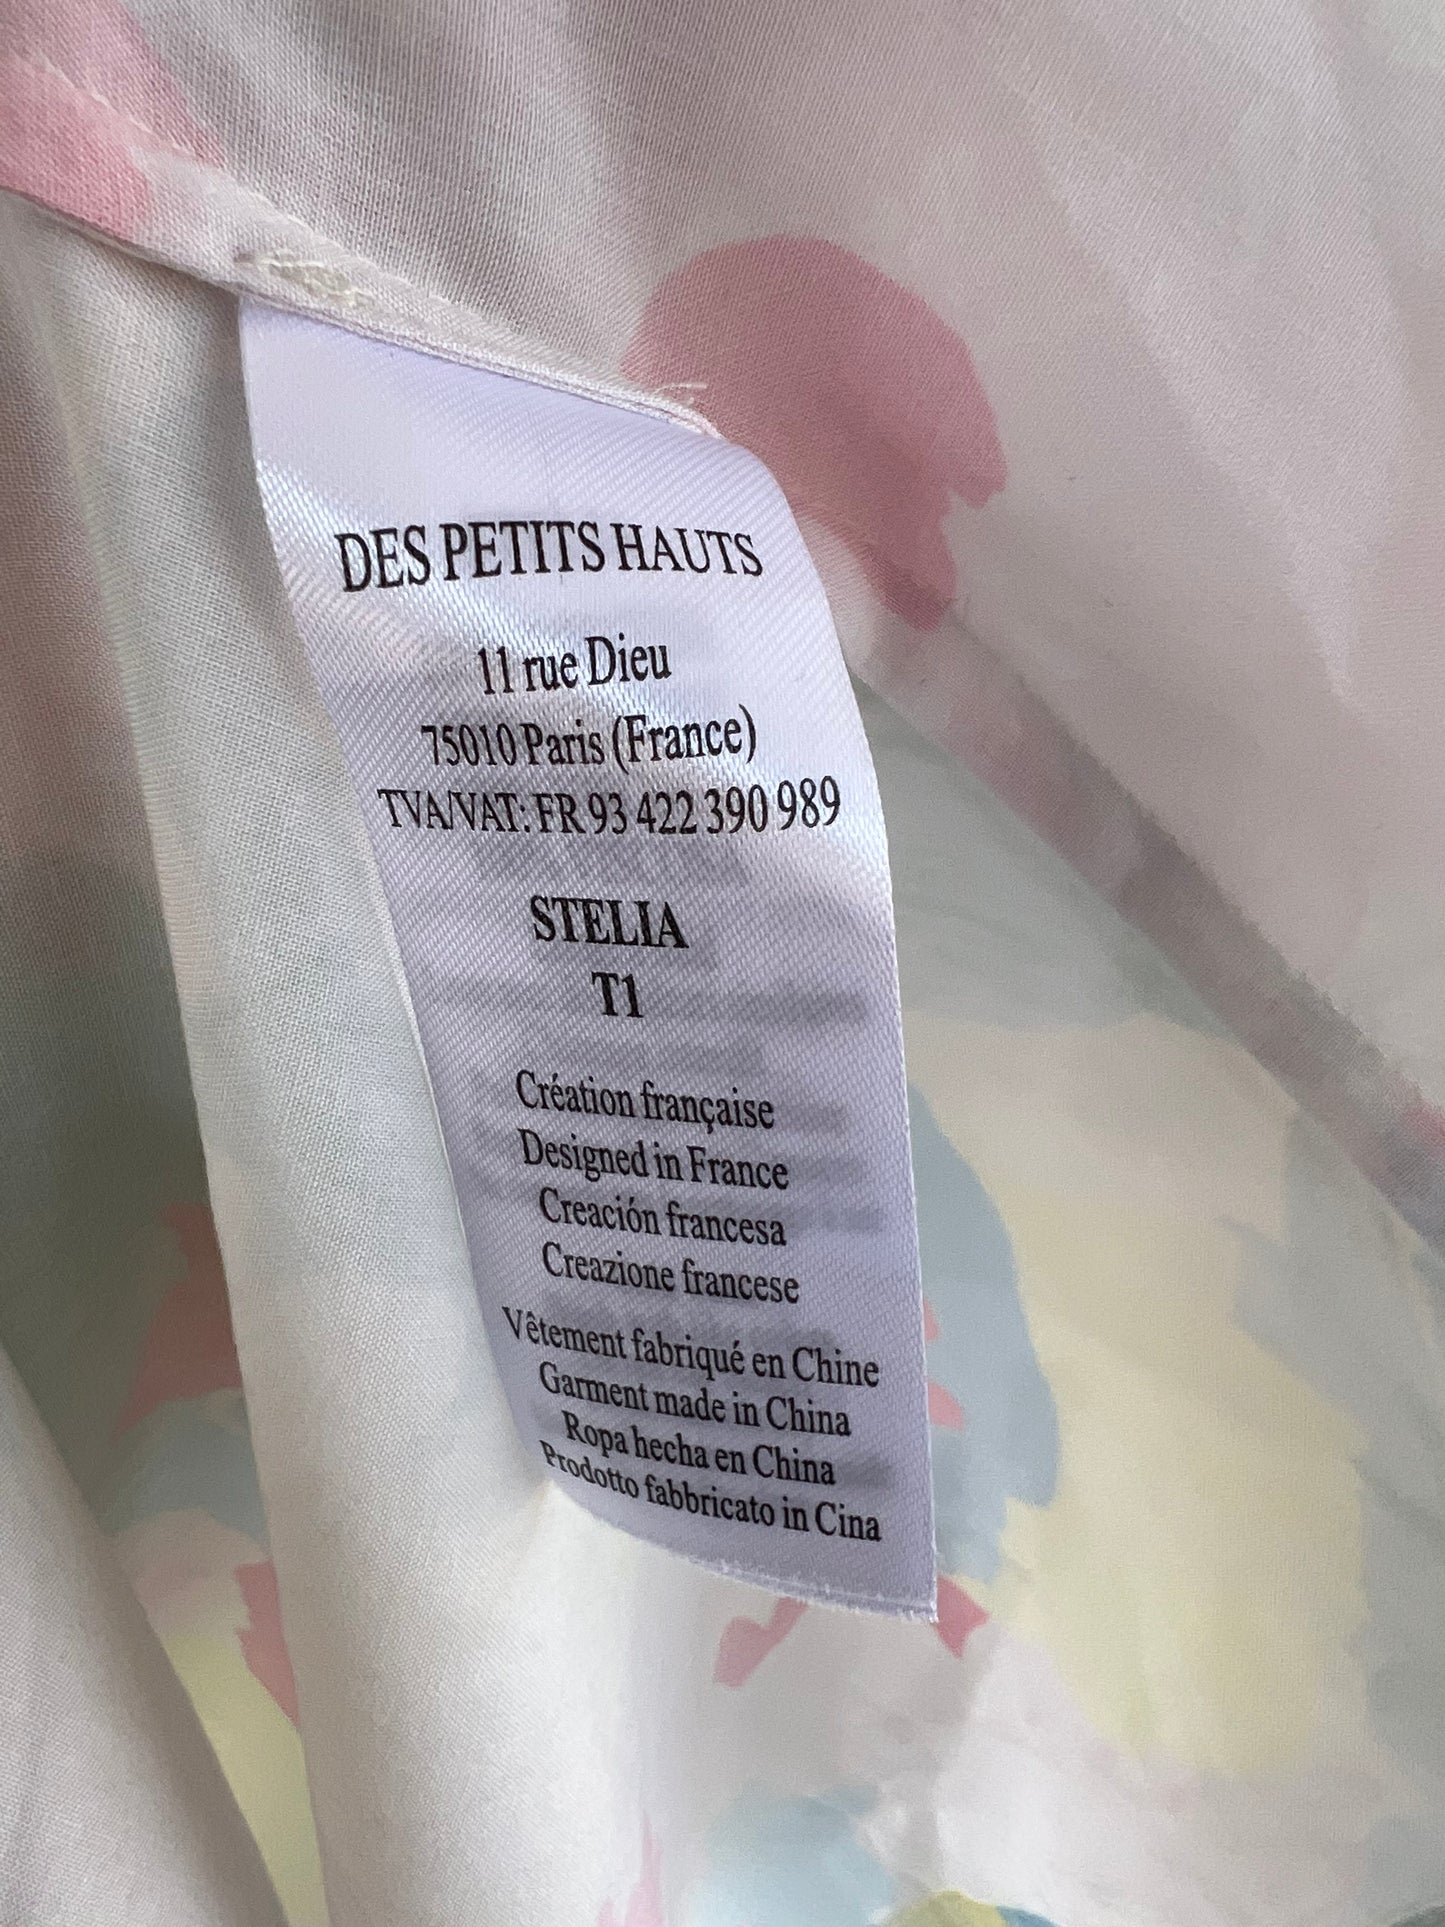 DES PETITS HAUTS
11 rue Dieu
75010 Paris (France)
TVA/VAT: FR 93 422 390 989
STELIA
T1
Création française
Designed in France
Creación francesa
Creazione francese
Vêtement fabriqué en Chine
Garment made in China
Ropa hecha en China
Prodotto fabbricato in Cina